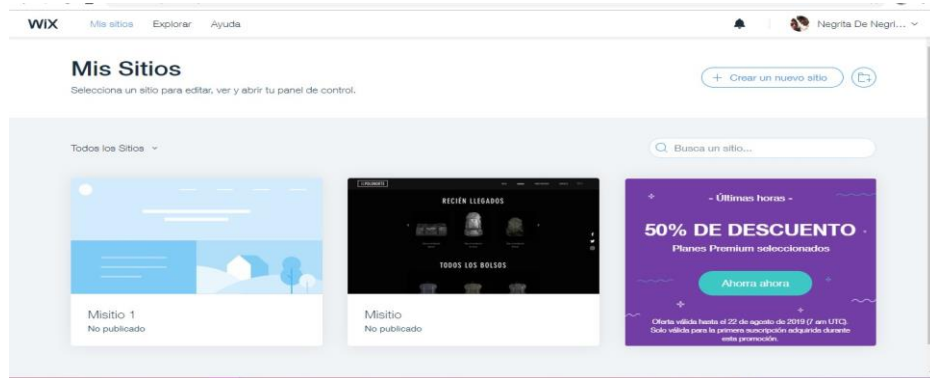 WiX Mis sitios Explorar Ayuda Negrita De Negri...
Mis Sitios
Selecciona un sitio para editar, ver y abrir tu panel de control.
+ Crear un nuevo sitio
Todos los Sitios
Busca un sitio...
RECIÉN LLEGADOS
TODOS LOS BOLSOS
Misitio 1
No publicado
Misitio
No publicado
- Últimas horas -
50% DE DESCUENTO
Planes Premium seleccionados
Ahorra ahora
Oferta válida hasta el 22 de agosto de 2019 (7 am UTC).
Solo válida para la primera suscripción adquirida durante
esta promoción.